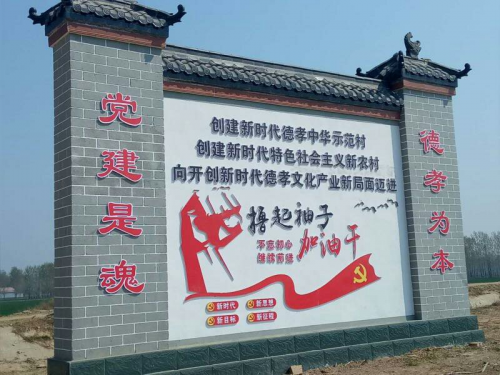 党建是魂
创建新时代德孝中华示范村
创建新时代特色社会主义新农村
向开创新时代德孝文化产业新局面迈进
撸起袖子
加油干
不忘初心
继续前进
新时代
新思想
新目标
新征程
德孝为本